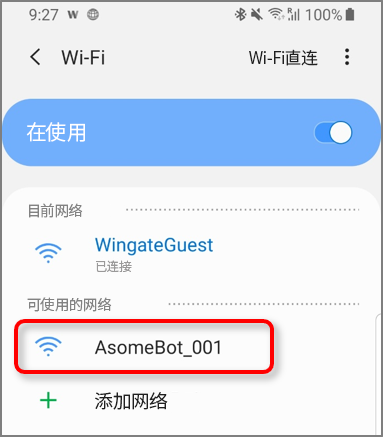 9:27 W 100%
Wi-Fi Wi-Fi直连
在使用
目前网络
WingateGuest
已连接
可使用的网络
AsomeBot_001
添加网络